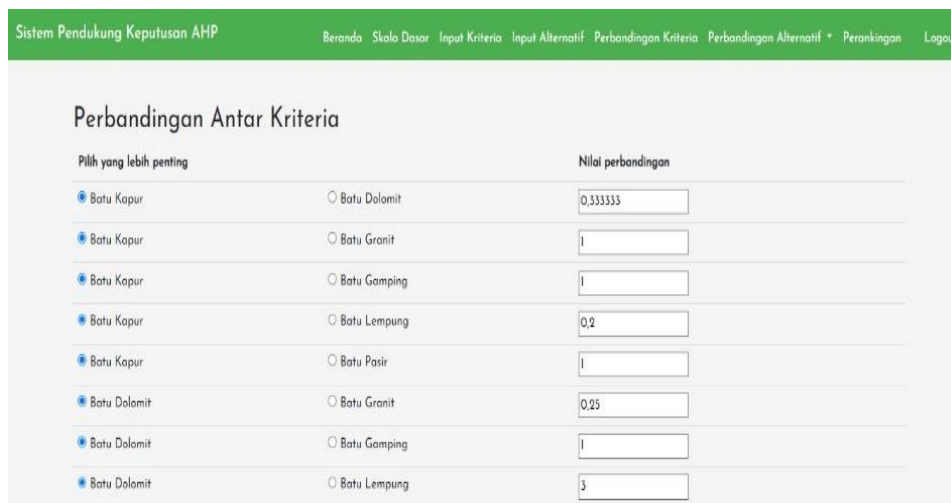 Sistem Pendukung Keputusan AHP Beranda Skala Dasar Input Kriteria Input Alternatif Perbandingan Kriteria Perbandingan Alternatif Perankingan Logou
Perbandingan Antar Kriteria
Pilih yang lebih penting Nilai perbandingan
Batu Kapur Batu Dolomit 0,333333
Batu Kapur Batu Granit 1
Batu Kapur Batu Gamping 1
Batu Kapur Batu Lempung 0,2
Batu Kapur Batu Pasir 1
Batu Dolomit Batu Granit 0,25
Batu Dolomit Batu Gamping 1
Batu Dolomit Batu Lempung 3